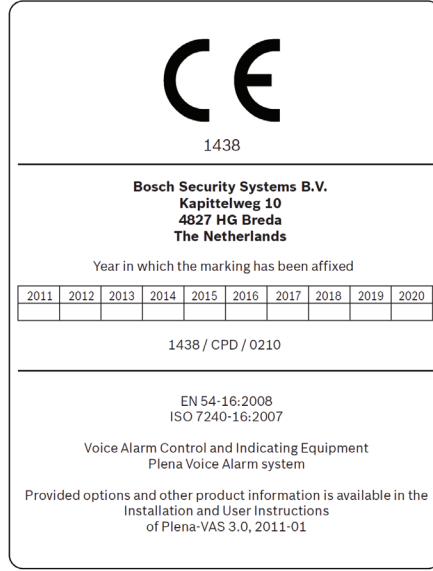 CE
1438
Bosch Security Systems B.V.
Kapittelweg 10
4827 HG Breda
The Netherlands
Year in which the marking has been affixed
2011 2012 2013 2014 2015 2016 2017 2018 2019 2020
1438 / CPD / 0210
EN 54-16:2008
ISO 7240-16:2007
Voice Alarm Control and Indicating Equipment
Plena Voice Alarm system
Provided options and other product information is available in the
Installation and User Instructions
of Plena-VAS 3.0, 2011-01